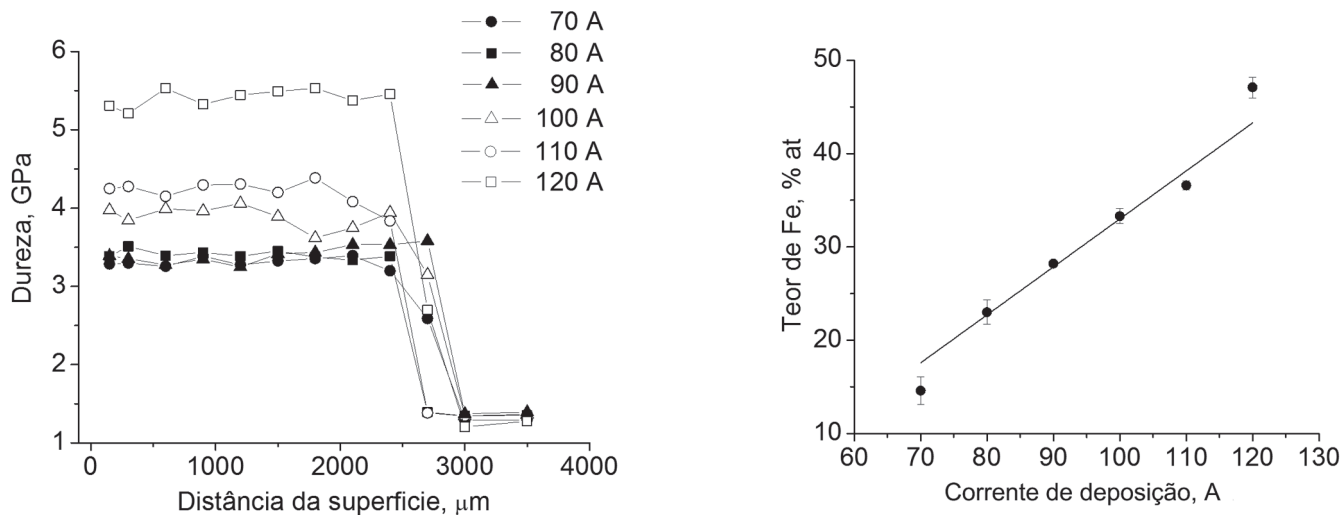 70 A
80 A
90 A
100 A
110 A
120 A
6
5
4
3
2
1
Dureza, GPa
0 1000 2000 3000 4000
Distância da superficie, μm
50
40
30
20
10
Teor de Fe, % at
60 70 80 90 100 110 120 130
Corrente de deposição, A